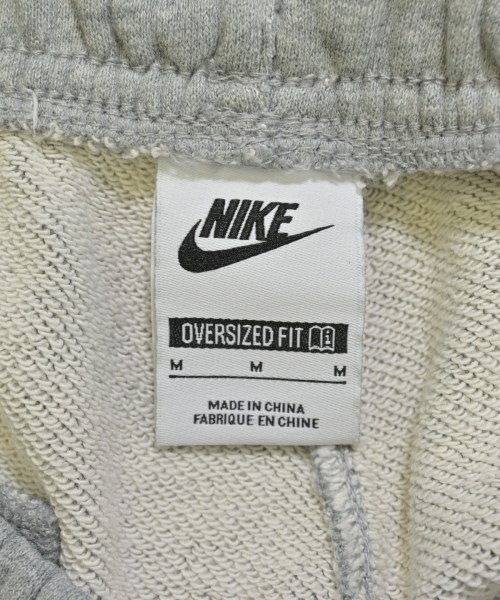 NIKE
OVERSIZED FIT
M M M
MADE IN CHINA
FABRIQUE EN CHINE